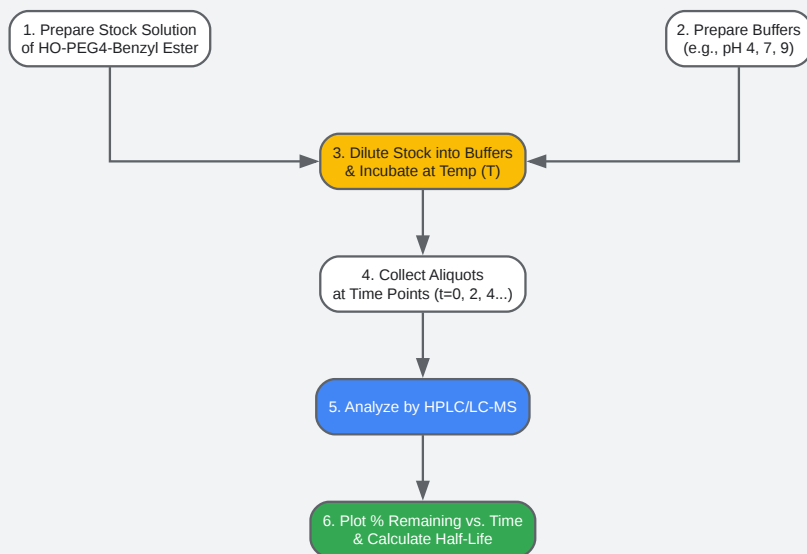 1. Prepare Stock Solution
of HO-PEG4-Benzyl Ester
2. Prepare Buffers
(e.g., pH 4, 7, 9)
3. Dilute Stock into Buffers
& Incubate at Temp (T)
4. Collect Aliquots
at Time Points (t=0, 2, 4...)
5. Analyze by HPLC/LC-MS
6. Plot % Remaining vs. Time
& Calculate Half-Life